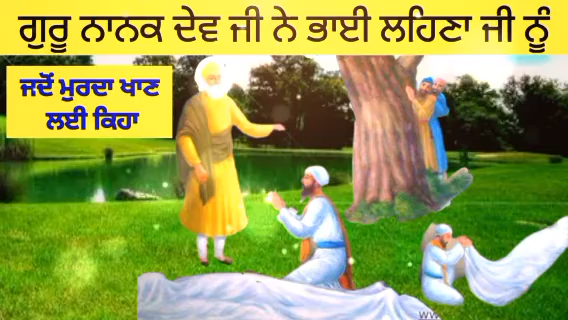 ਗੁਰੂ ਨਾਨਕ ਦੇਵ ਜੀ ਨੇ ਭਾਈ ਲਹਿਣਾ ਜੀ ਨੂੰ
ਜਦੋਂ ਮੁਰਦਾ ਖਾਣ
ਲਈ ਕਿਹਾ